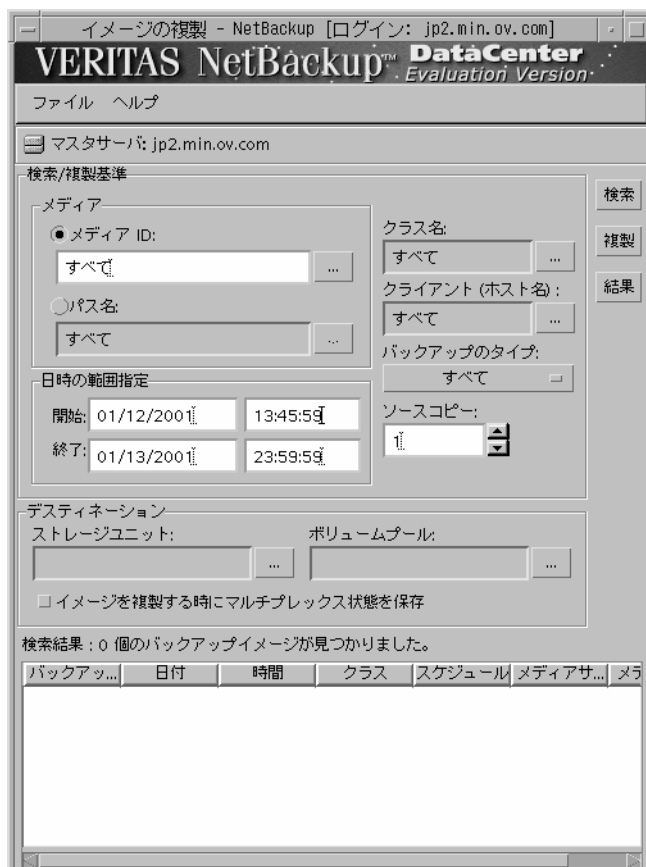 イメージの複製 - NetBackup [ログイン: jp2.min.ov.com]
VERITAS NetBackup™ DataCenter
Evaluation Version
ファイル ヘルプ
マスタサーバ: jp2.min.ov.com
検索/複製基準
検索
複製
結果
メディア
メディア ID:
すべて
...
パス名:
すべて
...
クラス名:
すべて
...
クライアント (ホスト名) :
すべて
...
バックアップのタイプ:
すべて
日時の範囲指定
開始: 01/12/2001 13:45:59
終了: 01/13/2001 23:59:59
ソースコピー:
1
デスティネーション
ストレージユニット:
...
ボリュームプール:
...
イメージを複製する時にマルチプレックス状態を保存
検索結果 : 0 個のバックアップイメージが見つかりました。
バックアッ... 日付 時間 クラス スケジュール メディアサ... メデ